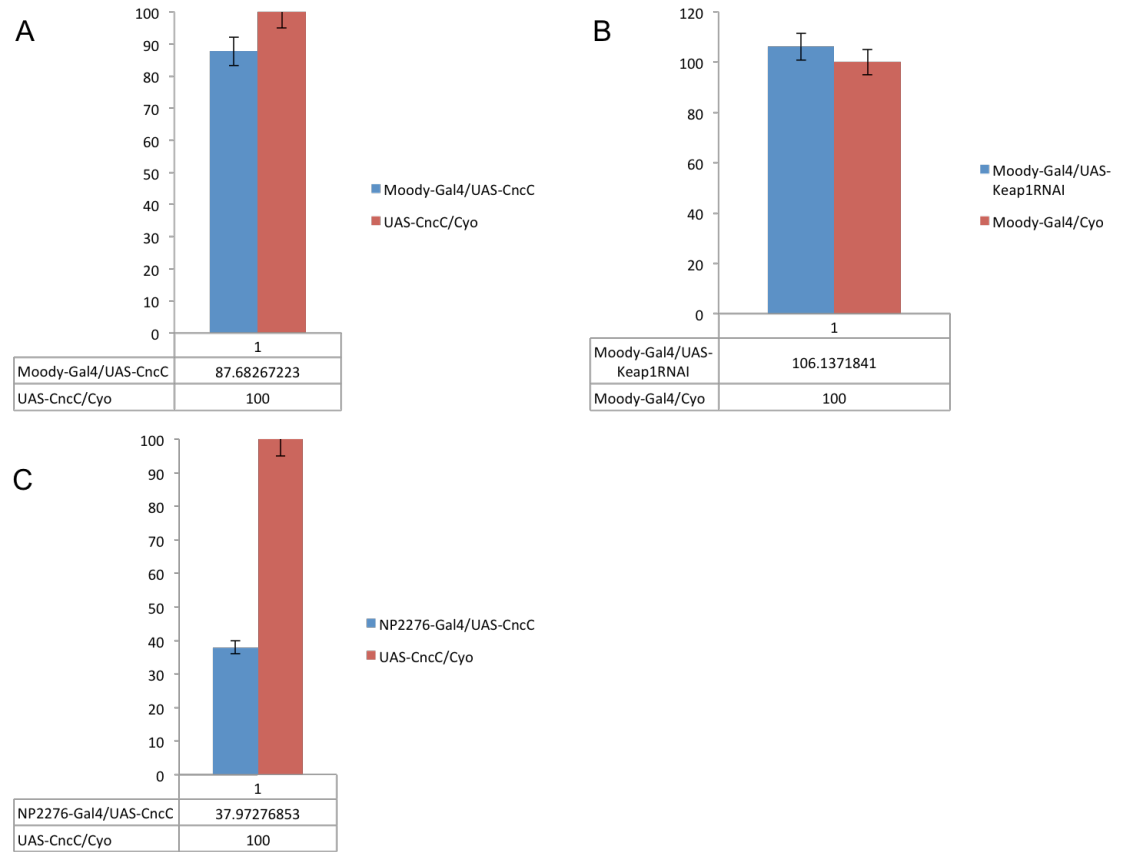 A
100
90
80
70
60
50
40
30
20
10
0
Moody-Gal4/UAS-CncC
UAS-CncC/Cyo
1
Moody-Gal4/UAS-CncC 87.68267223
UAS-CncC/Cyo 100
B
120
100
80
60
40
20
0
Moody-Gal4/UAS-
Keap1RNAI
Moody-Gal4/Cyo
1
Moody-Gal4/UAS-
Keap1RNAI 106.1371841
Moody-Gal4/Cyo 100
C
100
90
80
70
60
50
40
30
20
10
0
NP2276-Gal4/UAS-CncC
UAS-CncC/Cyo
1
NP2276-Gal4/UAS-CncC 37.97276853
UAS-CncC/Cyo 100